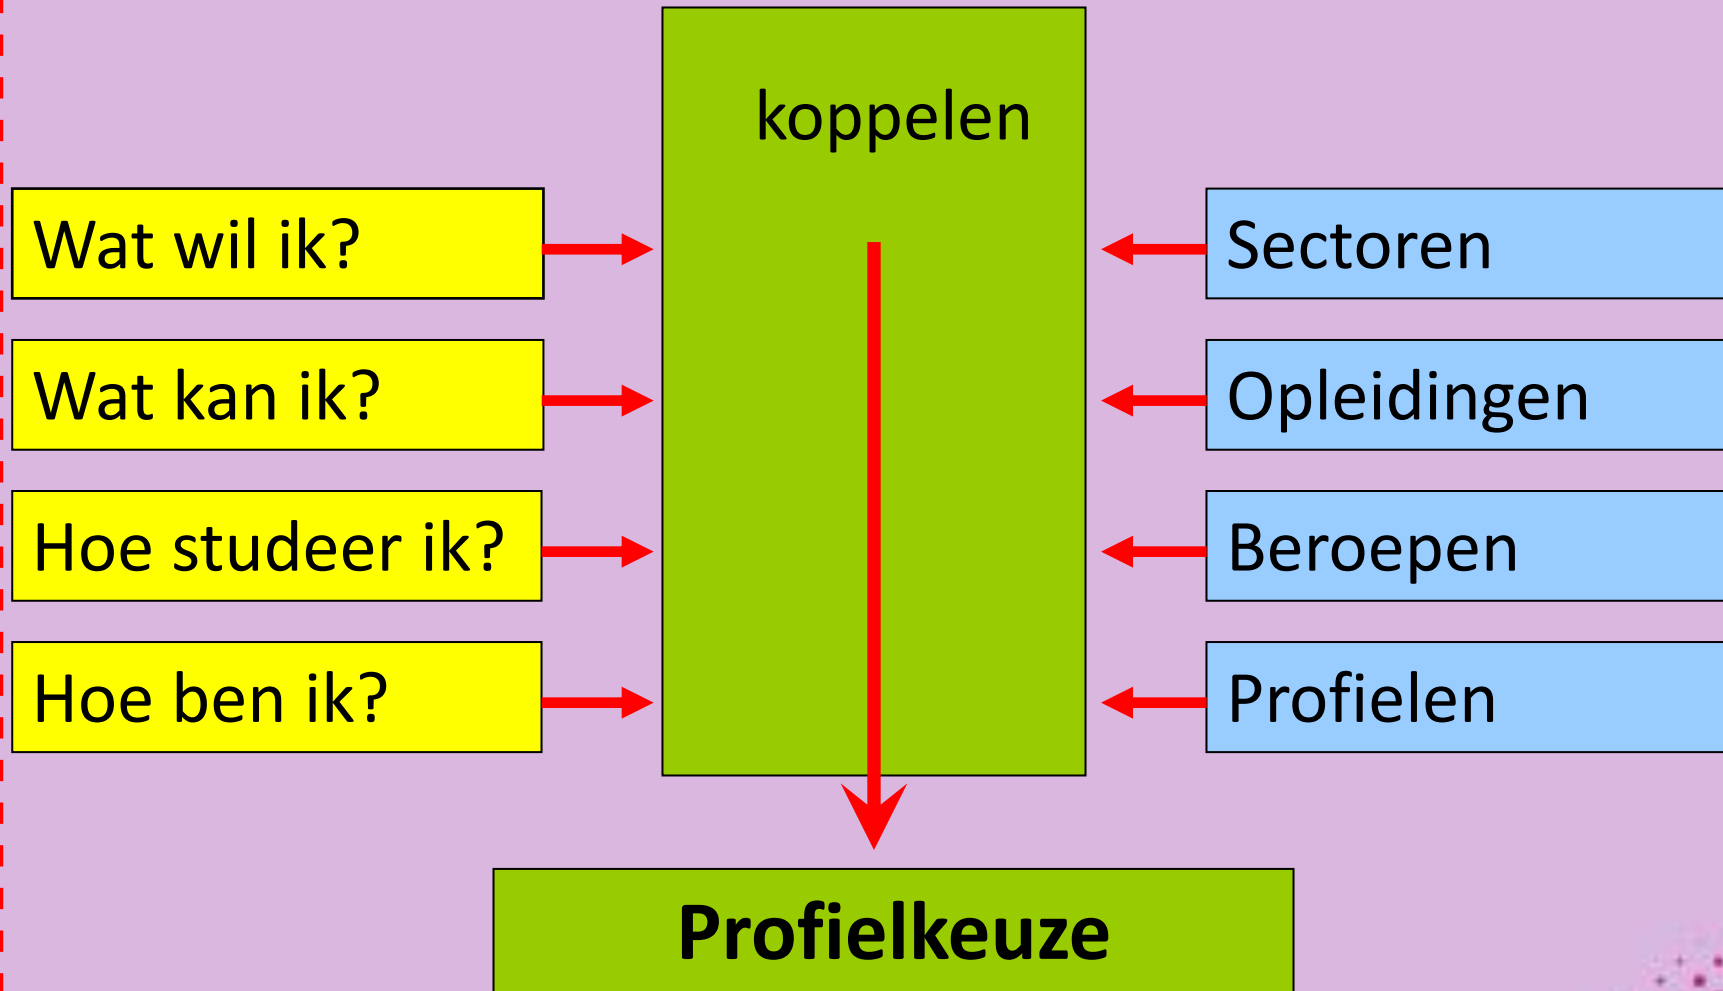 koppelen
Wat wil ik?
Sectoren
Wat kan ik?
Opleidingen
Hoe studeer ik?
Beroepen
Hoe ben ik?
Profielen
Profielkeuze